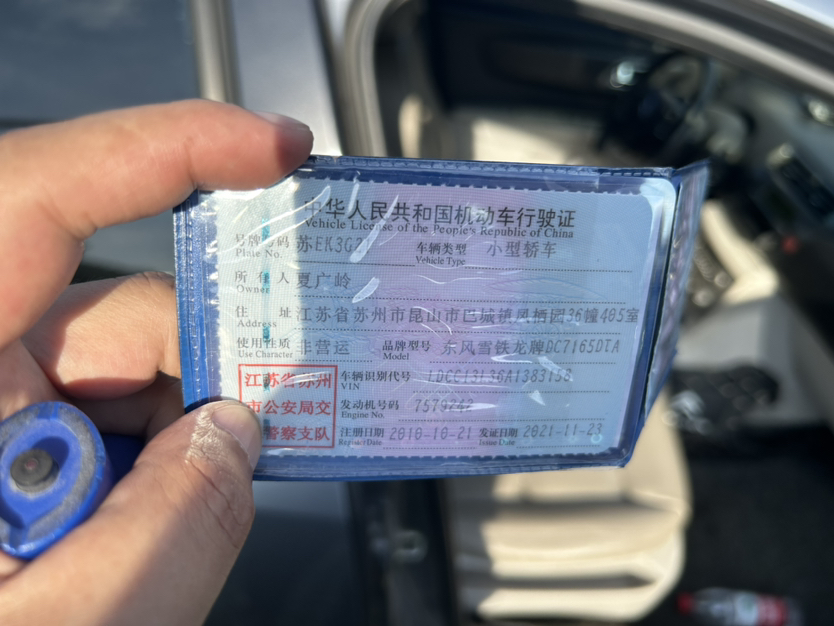 中华人民共和国机动车行驶证
Vehicle License of the People's Republic of China
号牌号码 苏EK3G 车辆类型 小型轿车
Plate No. Vehicle Type
所有人 夏广岭
Owner
住址 江苏省苏州市昆山市巴城镇凤栖园36幢405室
Address
使用性质 非营运 品牌型号 东风雪铁龙牌DC7165DTA
Use Character Model
江苏省苏州 车辆识别代号
VIN
市公安局交 发动机号码
Engine No.
警察支队 注册日期 2010-10-21 发证日期 2021-11-23
Register Date Issue Date